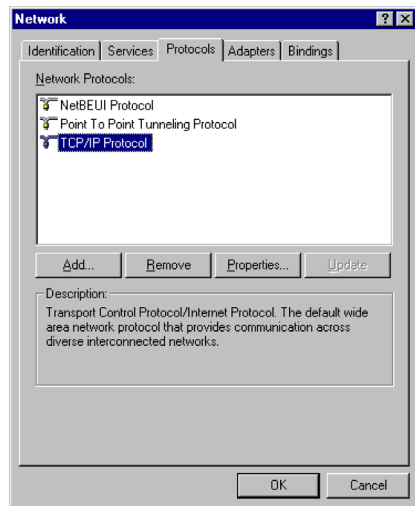 Network
Identification Services Protocols Adapters Bindings
Network Protocols:
NetBEUI Protocol
Point To Point Tunneling Protocol
TCP/IP Protocol
Add... Remove Properties... Update
Description:
Transport Control Protocol/Internet Protocol. The default wide
area network protocol that provides communication across
diverse interconnected networks.
OK Cancel